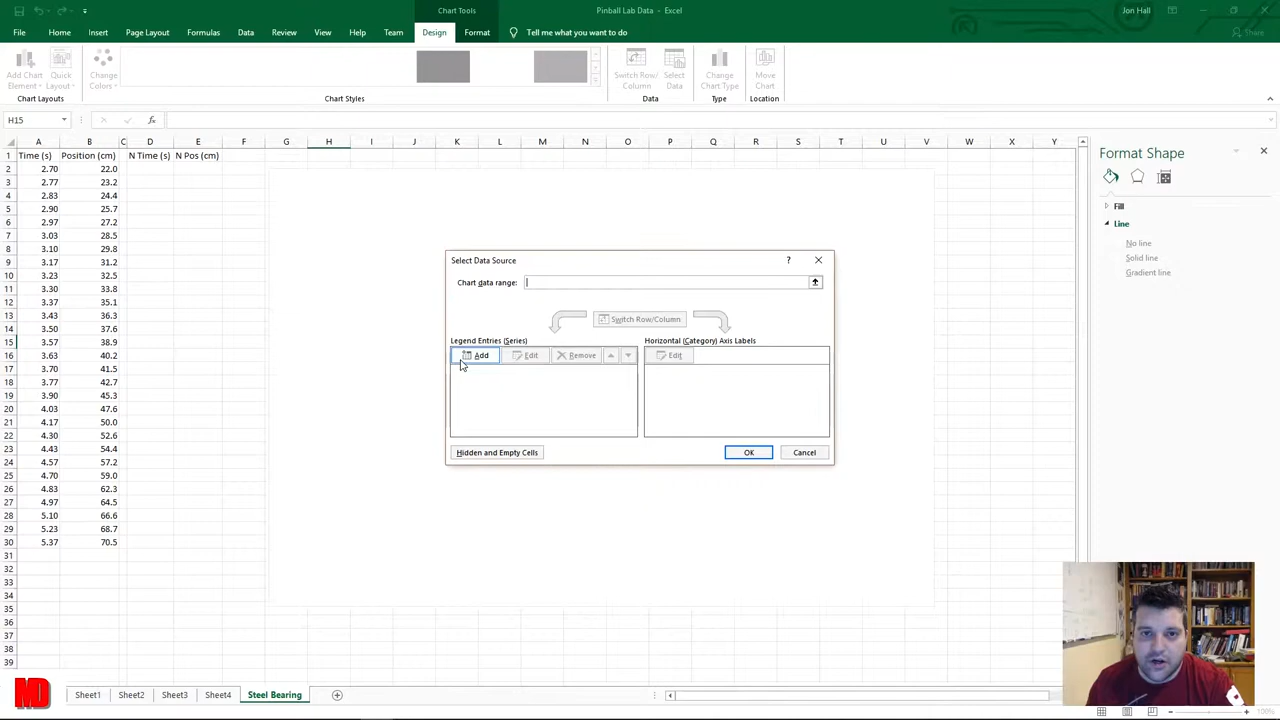 Chart Tools
Pinball Lab Data - Excel
Jon Hall
File Home Insert Page Layout Formulas Data Review View Help Team Design Format Tell me what you want to do Share
Add Chart Element
Quick Layout
Change Colors
Switch Row/ Column
Select Data
Change Chart Type
Move Chart
Chart Layouts Chart Styles Data Type Location
H15 fx
A B C D E F G H I J K L M N O P Q R S T U V W X Y
1 Time (s) Position (cm) N Time (s) N Pos (cm)
2 2.70 22.0
3 2.77 23.2
4 2.83 24.4
5 2.90 25.7
6 2.97 27.2
7 3.03 28.5
8 3.10 29.8
9 3.17 31.2
10 3.23 32.5
11 3.30 33.8
12 3.37 35.1
13 3.43 36.3
14 3.50 37.6
15 3.57 38.9
16 3.63 40.2
17 3.70 41.5
18 3.77 42.7
19 3.90 45.3
20 4.03 47.6
21 4.17 50.0
22 4.30 52.6
23 4.43 54.4
24 4.57 57.2
25 4.70 59.0
26 4.83 62.3
27 4.97 64.5
28 5.10 66.6
29 5.23 68.7
30 5.37 70.5
31
32
33
34
35
36
37
38
39
Select Data Source ?
Chart data range:
Switch Row/Column
Legend Entries (Series) Horizontal (Category) Axis Labels
Add Edit Remove Edit
Hidden and Empty Cells OK Cancel
Format Shape
Fill
Line
No line
Solid line
Gradient line
MD
Sheet1 Sheet2 Sheet3 Sheet4 Steel Bearing
100%